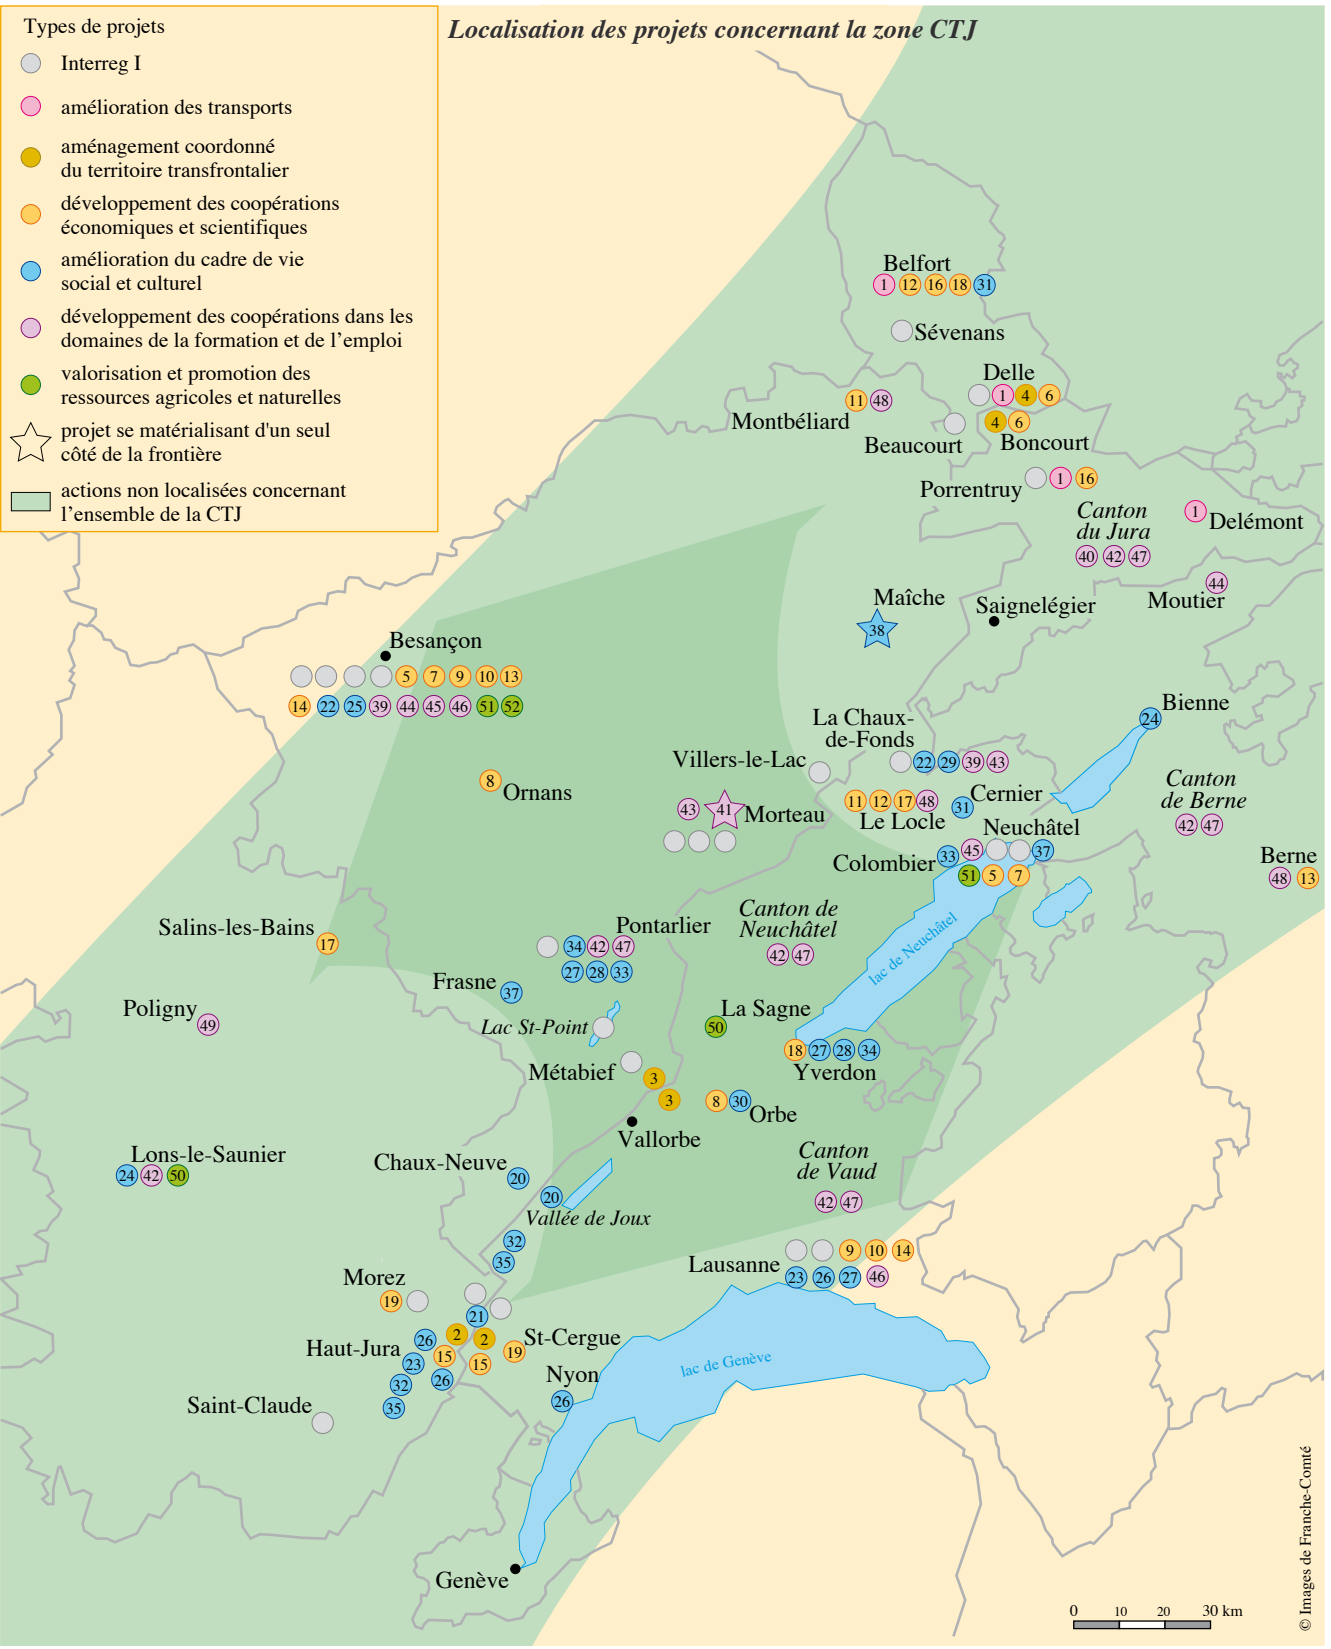 Types de projets
Interreg I
amélioration des transports
aménagement coordonné
du territoire transfrontalier
développement des coopérations
économiques et scientifiques
amélioration du cadre de vie
social et culturel
développement des coopérations dans les
domaines de la formation et de l'emploi
valorisation et promotion des
ressources agricoles et naturelles
projet se matérialisant d'un seul
côté de la frontière
actions non localisées concernant
l'ensemble de la CTJ
Localisation des projets concernant la zone CTJ
Belfort
1 12 16 18 31
Sévenans
Delle
1 4 6
11 48
Montbéliard
4 6
Beaucourt
Boncourt
Porrentruy
1 16
Canton
du Jura
40 42 47
1
Delémont
44
Moutier
Maîche
38
Saignelégier
Besançon
5 7 9 10 13
14 22 25 39 44 45 46 51 52
Bienne
24
La Chaux-
de-Fonds
22 29 39 43
Villers-le-Lac
8
Ornans
43 41
Morteau
11 12 17 48
Le Locle
31
Cernier
Canton
de Berne
42 47
Neuchâtel
Colombier
33 45 37
51 5 7
Berne
48 13
Salins-les-Bains
17
Pontarlier
34 42 47
27 28 33
Canton de
Neuchâtel
42 47
lac de Neuchâtel
Frasne
37
Poligny
49
Lac St-Point
La Sagne
50
18 27 28 34
Yverdon
Métabief
3
3
8 30
Orbe
Vallorbe
Lons-le-Saunier
24 42 50
Chaux-Neuve
20
20
Vallée de Joux
Canton
de Vaud
42 47
32
35
Lausanne
9 10 14
23 26 27 46
Morez
19
21
Haut-Jura
26 2 2
St-Cergue
19
23 15 15
32 26
35
Nyon
26
lac de Genève
Saint-Claude
Genève
0 10 20 30 km
© Images de Franche-Comté